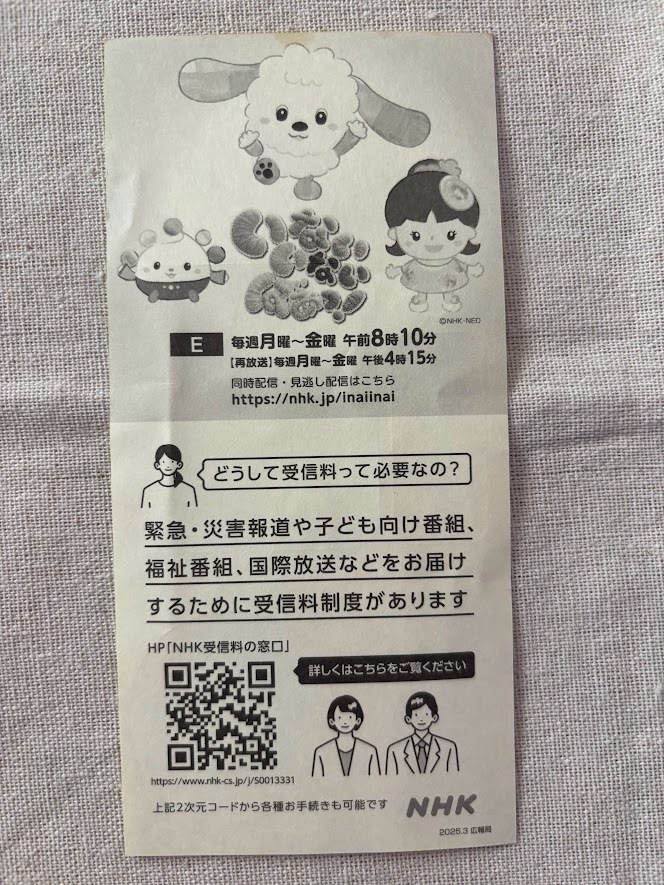 ©NHK・NED
E
毎週月曜〜金曜 午前8時10分
【再放送】毎週月曜〜金曜 午後4時15分
同時配信・見逃し配信はこちら
https://nhk.jp/inaiinai
どうして受信料って必要なの？
緊急・災害報道や子ども向け番組、
福祉番組、国際放送などをお届け
するために受信料制度があります
HP「NHK受信料の窓口」
詳しくはこちらをご覧ください
https://www.nhk-cs.jp/j/S0013331
上記2次元コードから各種お手続きも可能です
NHK
2025.3 広報局